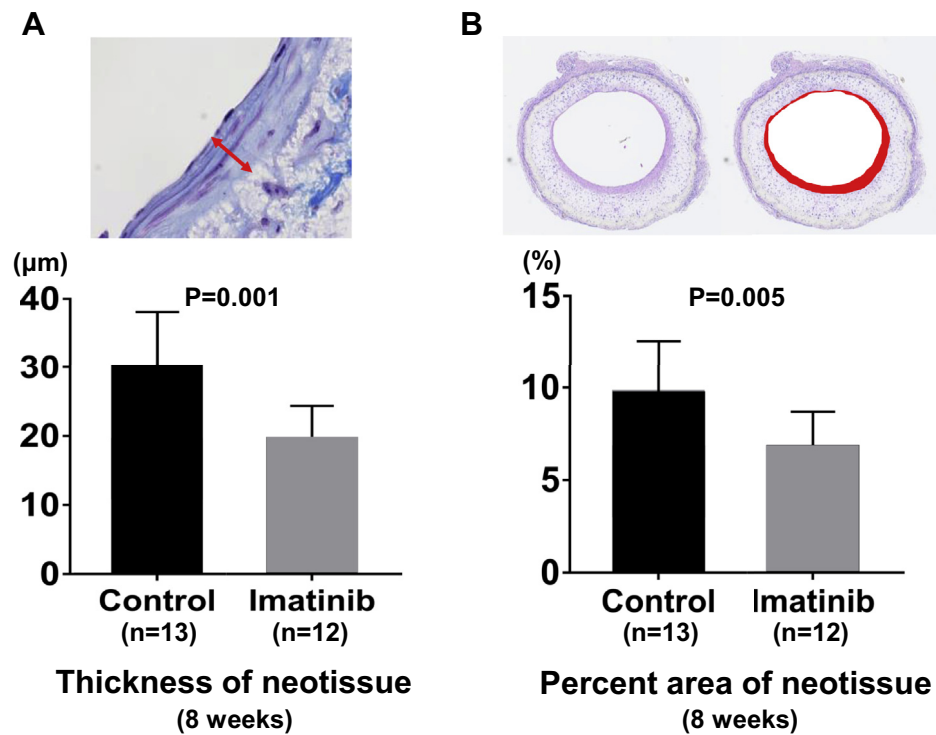 A
(μm)
P=0.001
40
30
20
10
0
Control Imatinib
(n=13) (n=12)
Thickness of neotissue
(8 weeks)
B
(%)
P=0.005
15
10
5
0
Control Imatinib
(n=13) (n=12)
Percent area of neotissue
(8 weeks)